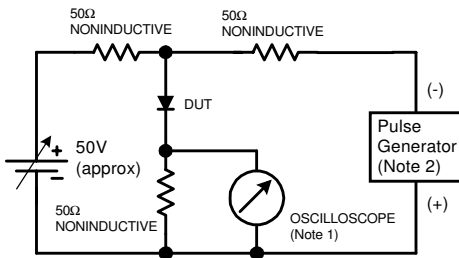 50Ω
NONINDUCTIVE
50Ω
NONINDUCTIVE
DUT
(-)
Pulse
Generator
(Note 2)
(+)
+
50V
(approx)
-
50Ω
NONINDUCTIVE
OSCILLOSCOPE
(Note 1)